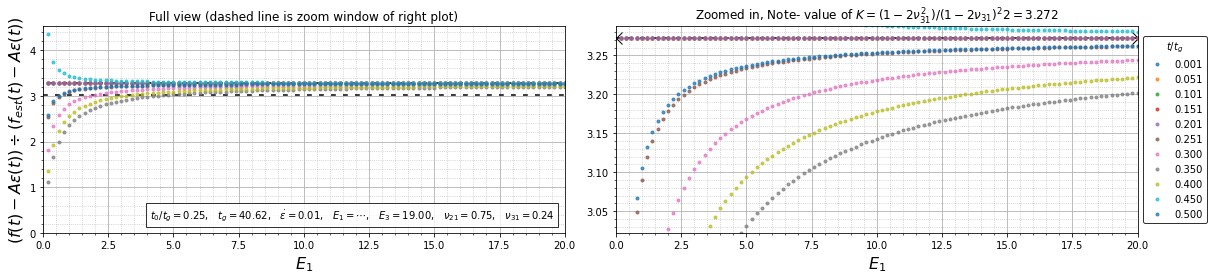 Full view (dashed line is zoom window of right plot)
(f(t) − Aε(t)) ÷ (f_est(t) − Aε(t))
4
3
2
1
0
t₀/t_g = 0.25, t_g = 40.62, ε̇ = 0.01, E₁ = ⋯, E₃ = 19.00, ν₂₁ = 0.75, ν₃₁ = 0.24
0.0 2.5 5.0 7.5 10.0 12.5 15.0 17.5 20.0
E₁
Zoomed in, Note- value of K = (1 − 2ν₃₁²)/(1 − 2ν₃₁)²2 = 3.272
3.25
3.20
3.15
3.10
3.05
0.0 2.5 5.0 7.5 10.0 12.5 15.0 17.5 20.0
E₁
t/t_g
0.001
0.051
0.101
0.151
0.201
0.251
0.300
0.350
0.400
0.450
0.500